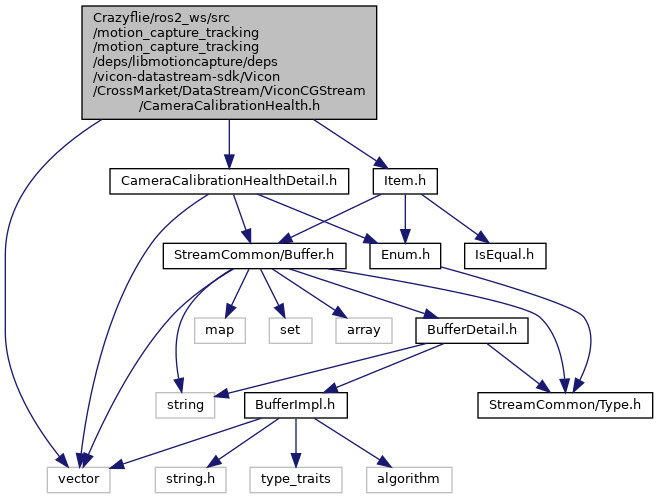 Crazyflie/ros2_ws/src
/motion_capture_tracking
/motion_capture_tracking
/deps/libmotioncapture/deps
/vicon-datastream-sdk/Vicon
/CrossMarket/DataStream/ViconCGStream
/CameraCalibrationHealth.h
CameraCalibrationHealthDetail.h
Item.h
StreamCommon/Buffer.h
Enum.h
IsEqual.h
map
set
array
BufferDetail.h
string
BufferImpl.h
StreamCommon/Type.h
vector
string.h
type_traits
algorithm